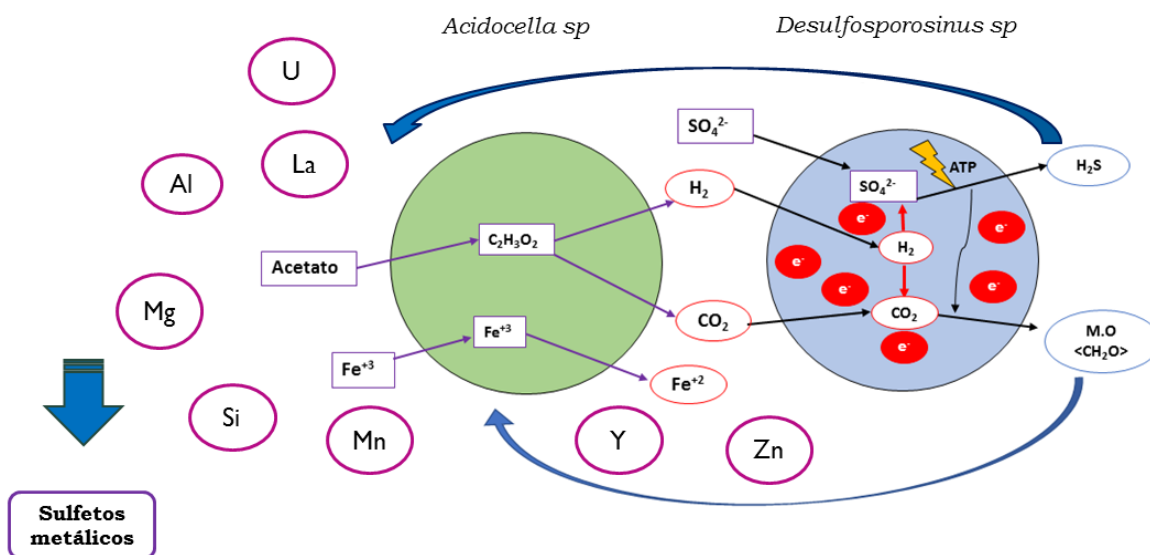 Acidocella sp
Desulfosporosinus sp
U
La
Al
Mg
Si
Mn
Y
Zn
Acetato
C₂H₃O₂
H₂
CO₂
Fe⁺³
Fe⁺³
Fe⁺²
SO₄²⁻
SO₄²⁻
ATP
H₂S
e⁻
e⁻
H₂
e⁻
e⁻
e⁻
CO₂
e⁻
M.O
<CH₂O>
Sulfetos
metálicos